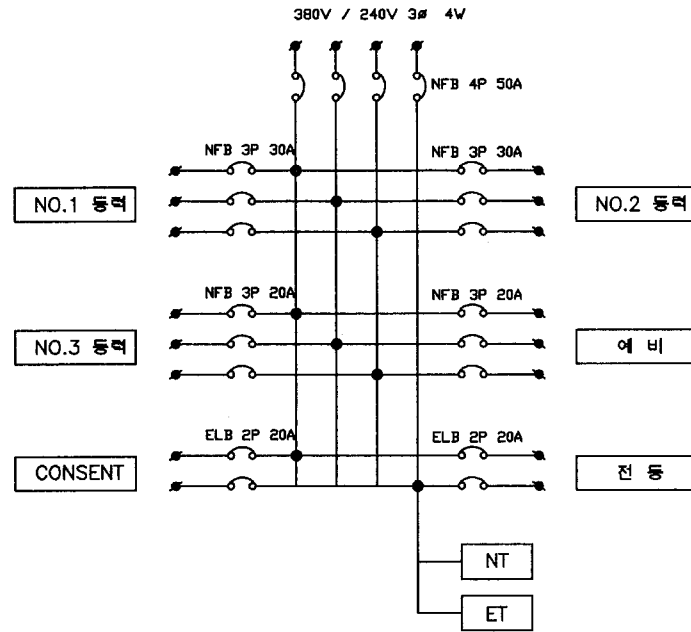 380V / 240V 3ø 4W
NFB 4P 50A
NFB 3P 30A
NFB 3P 30A
NO.1 동력
NO.2 동력
NFB 3P 20A
NFB 3P 20A
NO.3 동력
예 비
ELB 2P 20A
ELB 2P 20A
CONSENT
전 등
NT
ET